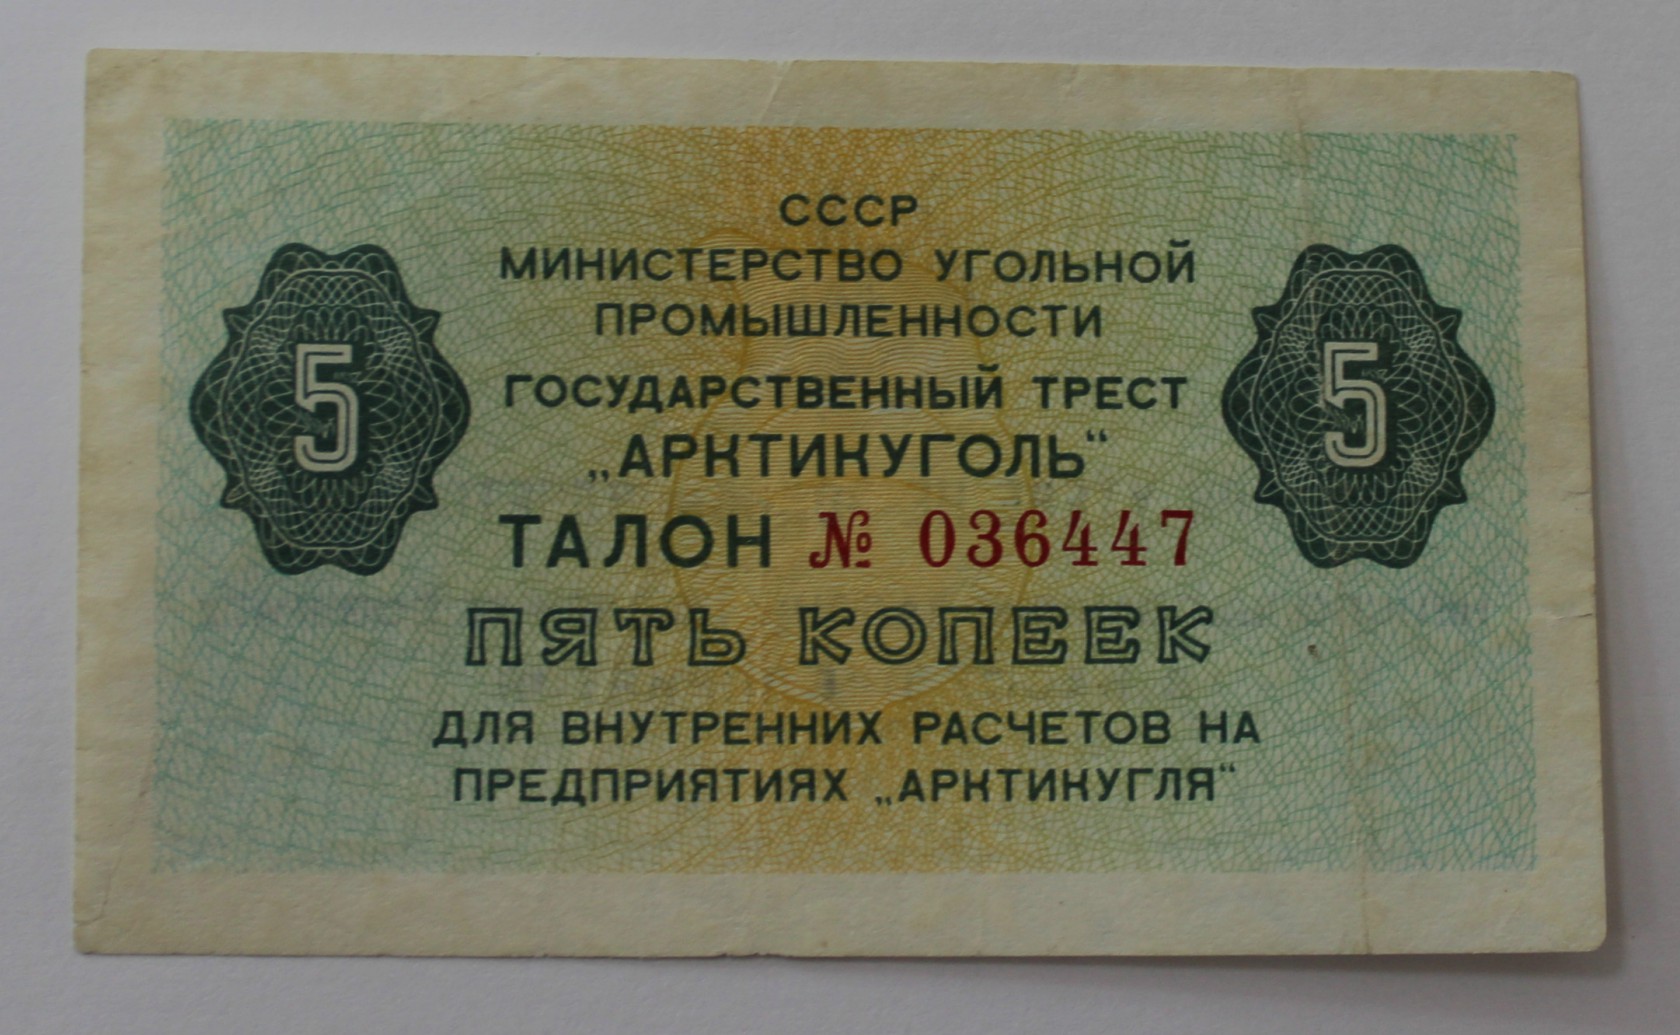 СССР
МИНИСТЕРСТВО УГОЛЬНОЙ
ПРОМЫШЛЕННОСТИ
ГОСУДАРСТВЕННЫЙ ТРЕСТ
„АРКТИКУГОЛЬ“
5
5
ТАЛОН № 036447
ПЯТЬ КОПЕЕК
ДЛЯ ВНУТРЕННИХ РАСЧЕТОВ НА
ПРЕДПРИЯТИЯХ „АРКТИКУГЛЯ“